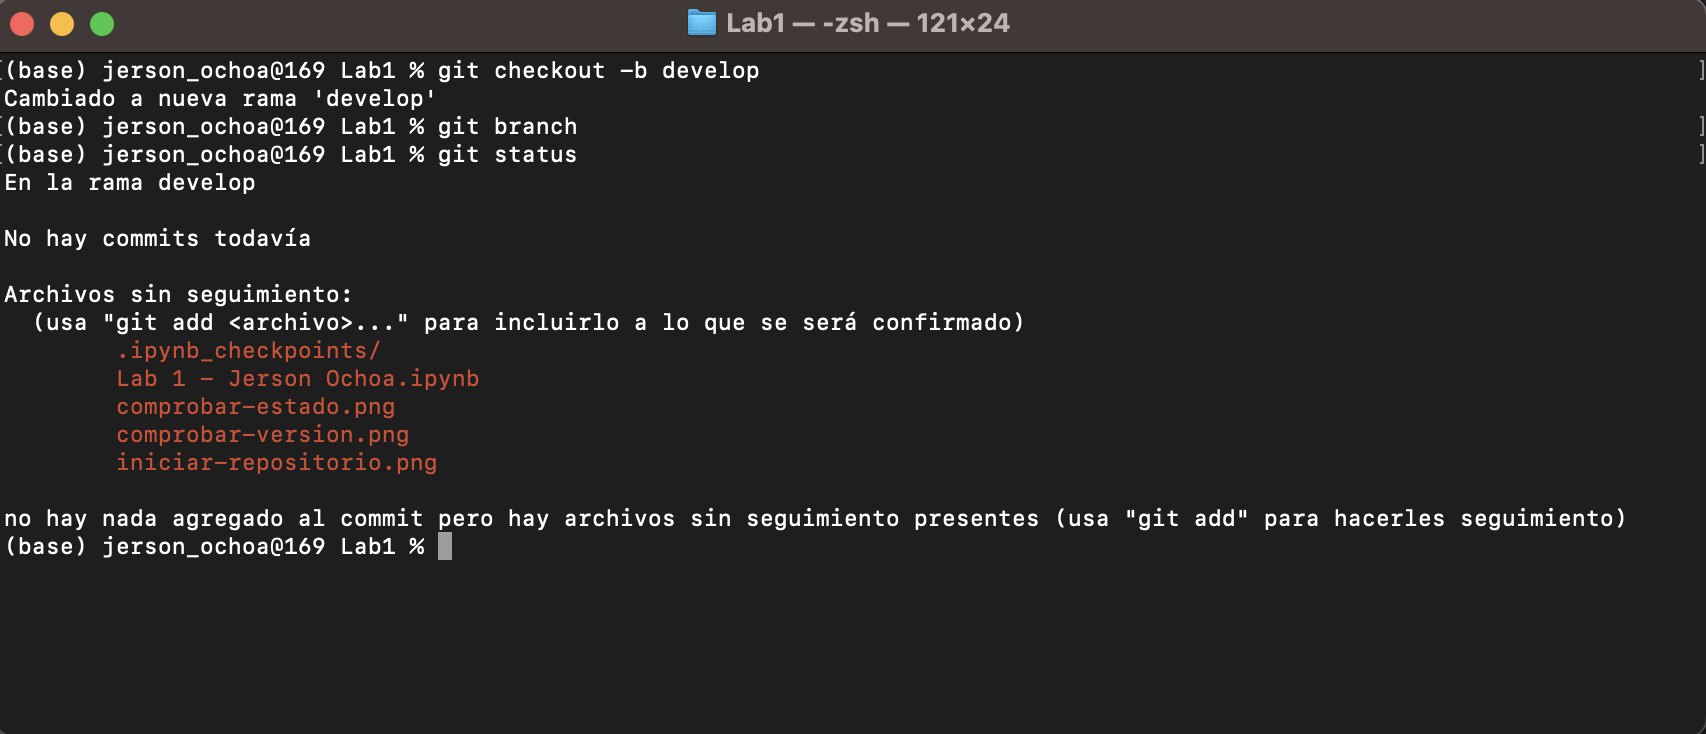 Lab1 — -zsh — 121×24
(base) jerson_ochoa@169 Lab1 % git checkout -b develop
Cambiado a nueva rama 'develop'
(base) jerson_ochoa@169 Lab1 % git branch
(base) jerson_ochoa@169 Lab1 % git status
En la rama develop
No hay commits todavía
Archivos sin seguimiento:
(usa "git add <archivo>..." para incluirlo a lo que se será confirmado)
.ipynb_checkpoints/
Lab 1 - Jerson Ochoa.ipynb
comprobar-estado.png
comprobar-version.png
iniciar-repositorio.png
no hay nada agregado al commit pero hay archivos sin seguimiento presentes (usa "git add" para hacerles seguimiento)
(base) jerson_ochoa@169 Lab1 %